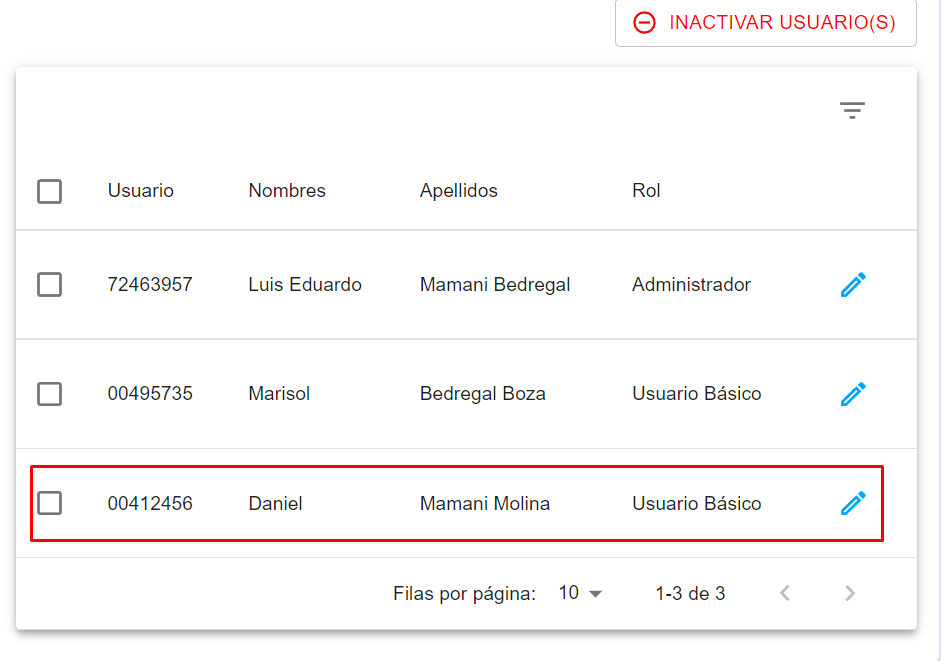 INACTIVAR USUARIO(S)
Usuario Nombres Apellidos Rol
72463957 Luis Eduardo Mamani Bedregal Administrador
00495735 Marisol Bedregal Boza Usuario Básico
00412456 Daniel Mamani Molina Usuario Básico
Filas por página: 10 1-3 de 3